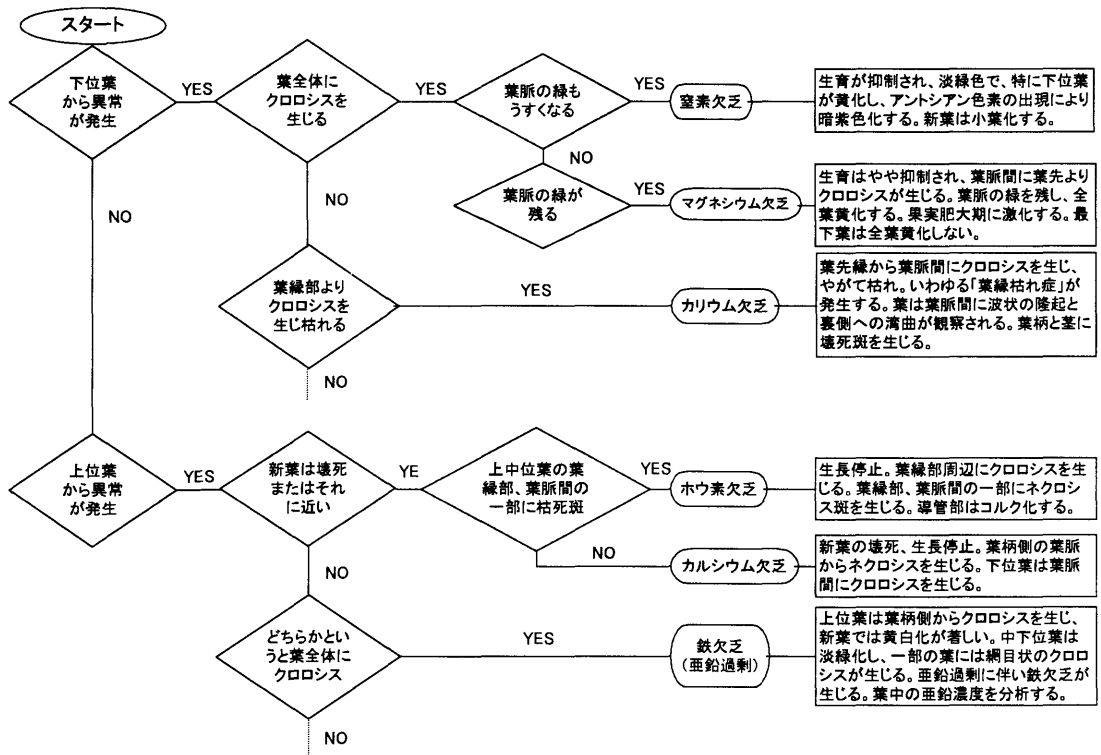 スタート
下位葉
から異常
が発生
YES
葉全体に
クロロシスを
生じる
YES
葉脈の緑も
うすくなる
YES
窒素欠乏
生育が抑制され、淡緑色で、特に下位葉
が黄化し、アントシアン色素の出現により
暗紫色化する。新葉は小葉化する。
NO
葉脈の緑が
残る
YES
マグネシウム欠乏
生育はやや抑制され、葉脈間に葉先より
クロロシスが生じる。葉脈の緑を残し、全
葉黄化する。果実肥大期に激化する。最
下葉は全葉黄化しない。
NO
NO
葉縁部より
クロロシスを
生じ枯れる
YES
カリウム欠乏
葉先縁から葉脈間にクロロシスを生じ、
やがて枯れ。いわゆる「葉縁枯れ症」が
発生する。葉は葉脈間に波状の隆起と
裏側への湾曲が観察される。葉柄と茎に
壊死斑を生じる。
NO
上位葉
から異常
が発生
YES
新葉は壊死
またはそれ
に近い
YE
上中位葉の葉
縁部、葉脈間の
一部に枯死斑
YES
ホウ素欠乏
生長停止。葉縁部周辺にクロロシスを生
じる。葉縁部、葉脈間の一部にネクロシ
ス斑を生じる。導管部はコルク化する。
NO
カルシウム欠乏
新葉の壊死、生長停止。葉柄側の葉脈
からネクロシスを生じる。下位葉は葉脈
間にクロロシスを生じる。
NO
どちらかとい
うと葉全体に
クロロシス
YES
鉄欠乏
(亜鉛過剰)
上位葉は葉柄側からクロロシスを生じ、
新葉では黄白化が著しい。中下位葉は
淡緑化し、一部の葉には網目状のクロロ
シスが生じる。亜鉛過剰に伴い鉄欠乏が
生じる。葉中の亜鉛濃度を分析する。
NO